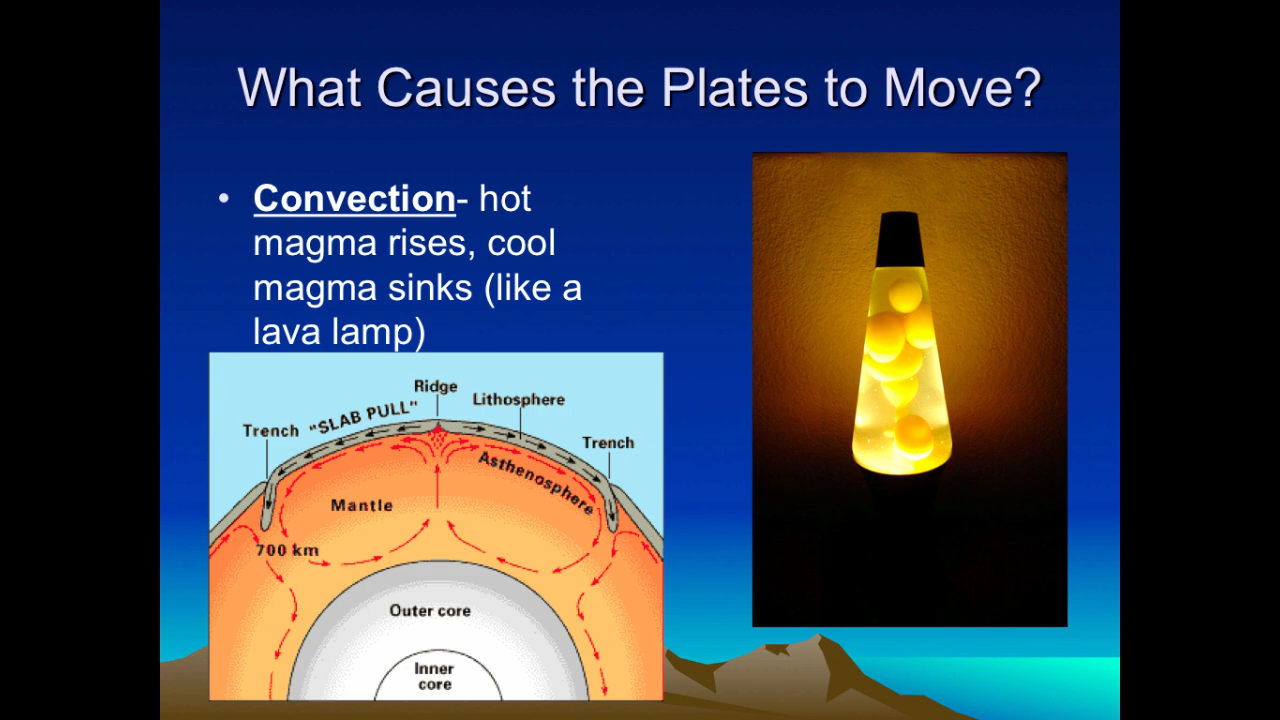 What Causes the Plates to Move?
• Convection- hot
magma rises, cool
magma sinks (like a
lava lamp)
Ridge
Lithosphere
"SLAB PULL"
Trench
Trench
Asthenosphere
Mantle
700 km
Outer core
Inner
core